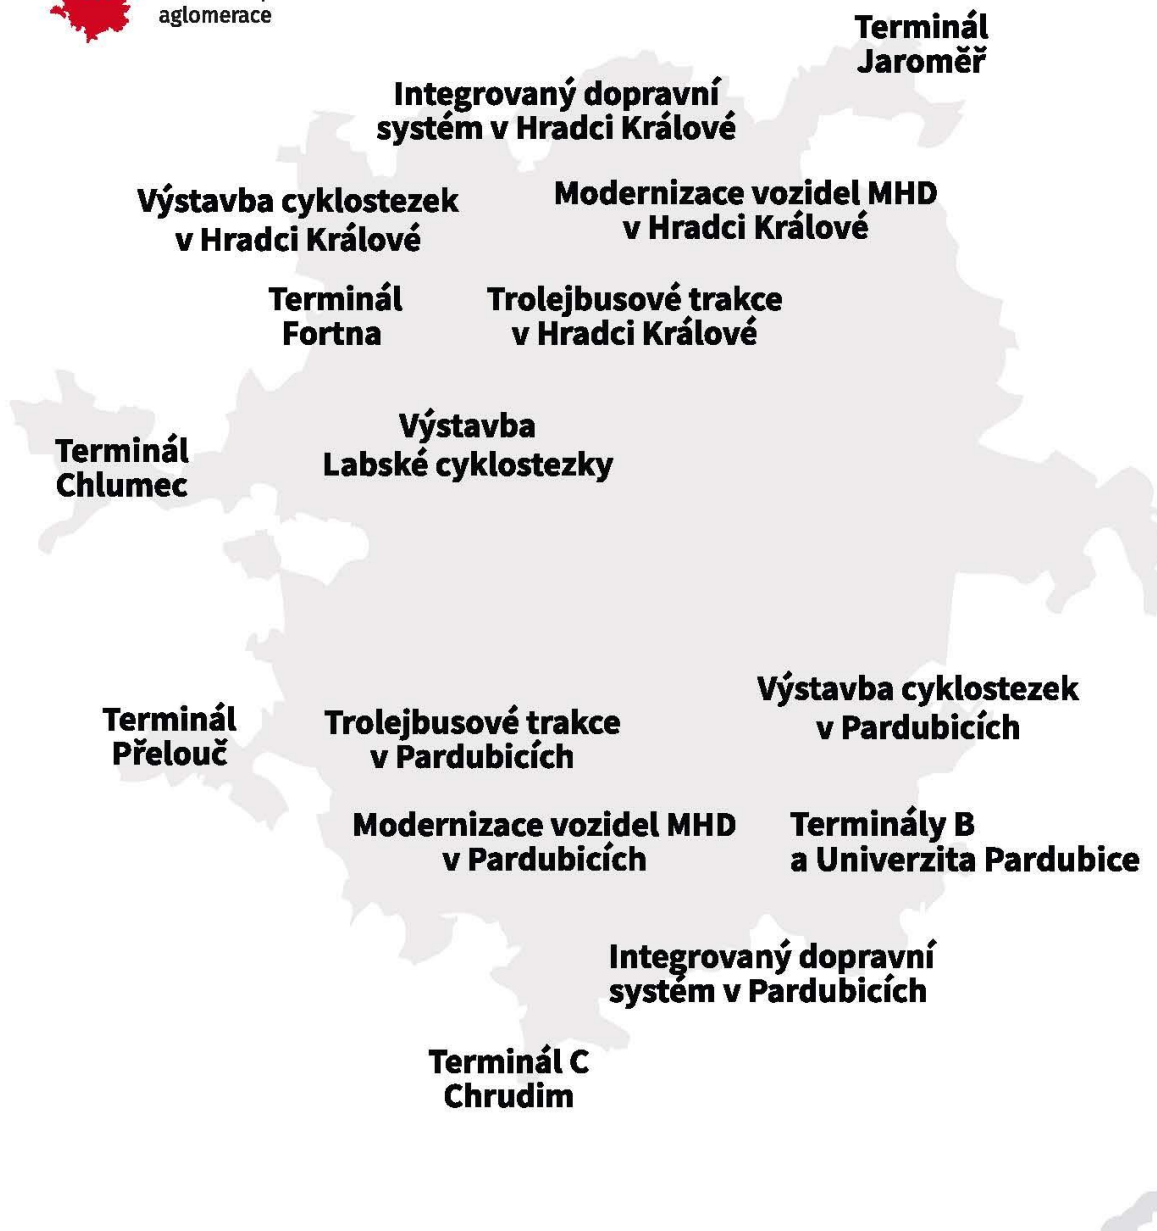 aglomerace
Terminál
Jaroměř
Integrovaný dopravní
systém v Hradci Králové
Výstavba cyklostezek
v Hradci Králové
Modernizace vozidel MHD
v Hradci Králové
Terminál
Fortna
Trolejbusové trakce
v Hradci Králové
Výstavba
Labské cyklostezky
Terminál
Chlumec
Výstavba cyklostezek
v Pardubicích
Terminál
Přelouč
Trolejbusové trakce
v Pardubicích
Modernizace vozidel MHD
v Pardubicích
Terminály B
a Univerzita Pardubice
Integrovaný dopravní
systém v Pardubicích
Terminál C
Chrudim